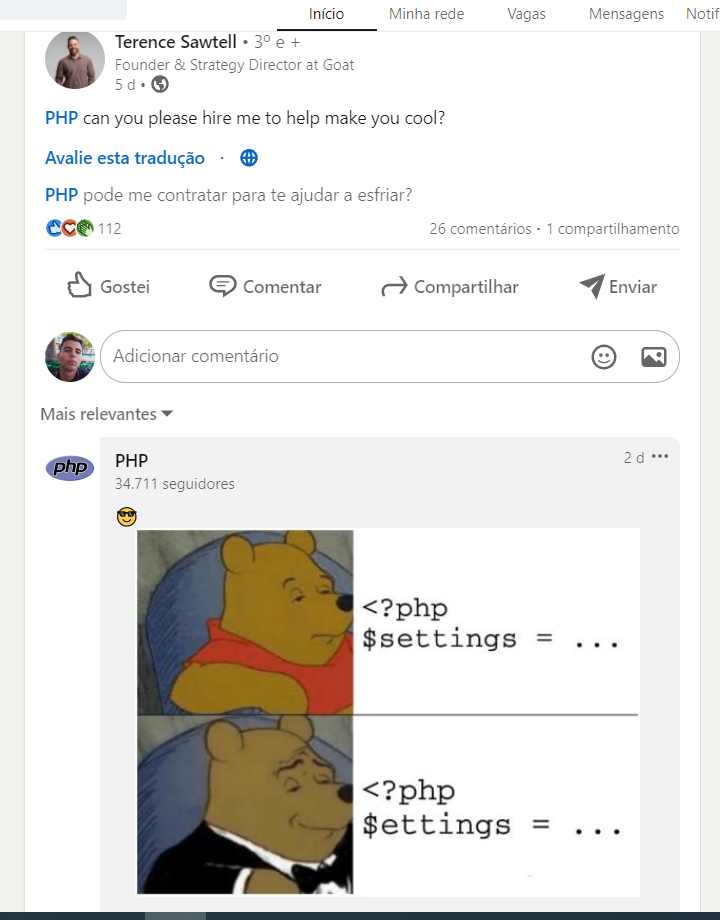 Início Minha rede Vagas Mensagens Notif
Terence Sawtell • 3º e +
Founder & Strategy Director at Goat
5 d •
PHP can you please hire me to help make you cool?
Avalie esta tradução ·
PHP pode me contratar para te ajudar a esfriar?
112 26 comentários • 1 compartilhamento
Gostei Comentar Compartilhar Enviar
Adicionar comentário
Mais relevantes
php
PHP 2 d •••
34.711 seguidores
<?php
$settings = ...
<?php
$ettings = ...